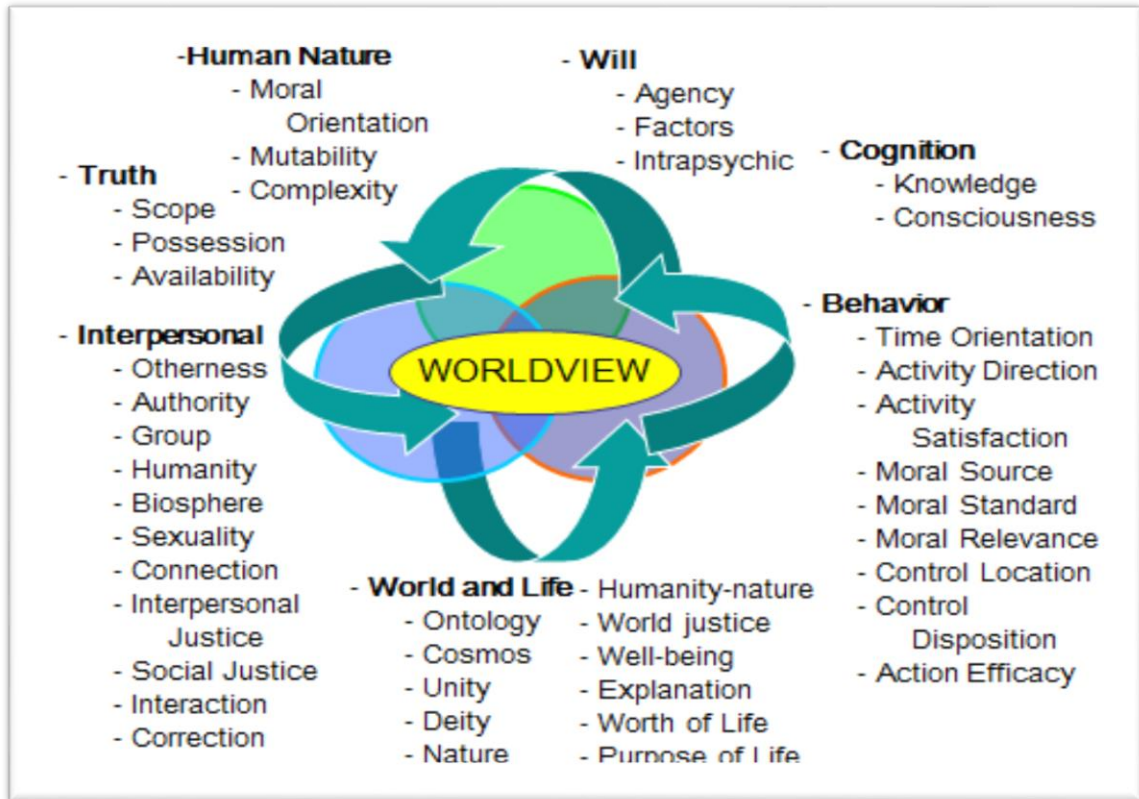 -Human Nature
- Moral
Orientation
- Mutability
- Complexity
- Will
- Agency
- Factors
- Intrapsychic
- Cognition
- Knowledge
- Consciousness
- Truth
- Scope
- Possession
- Availability
- Behavior
- Time Orientation
- Activity Direction
- Activity
Satisfaction
- Moral Source
- Moral Standard
- Moral Relevance
- Control Location
- Control
Disposition
- Action Efficacy
- Interpersonal
- Otherness
- Authority
- Group
- Humanity
- Biosphere
- Sexuality
- Connection
- Interpersonal
Justice
- Social Justice
- Interaction
- Correction
WORLDVIEW
- World and Life
- Ontology
- Cosmos
- Unity
- Deity
- Nature
- Humanity-nature
- World justice
- Well-being
- Explanation
- Worth of Life
- Purpose of Life